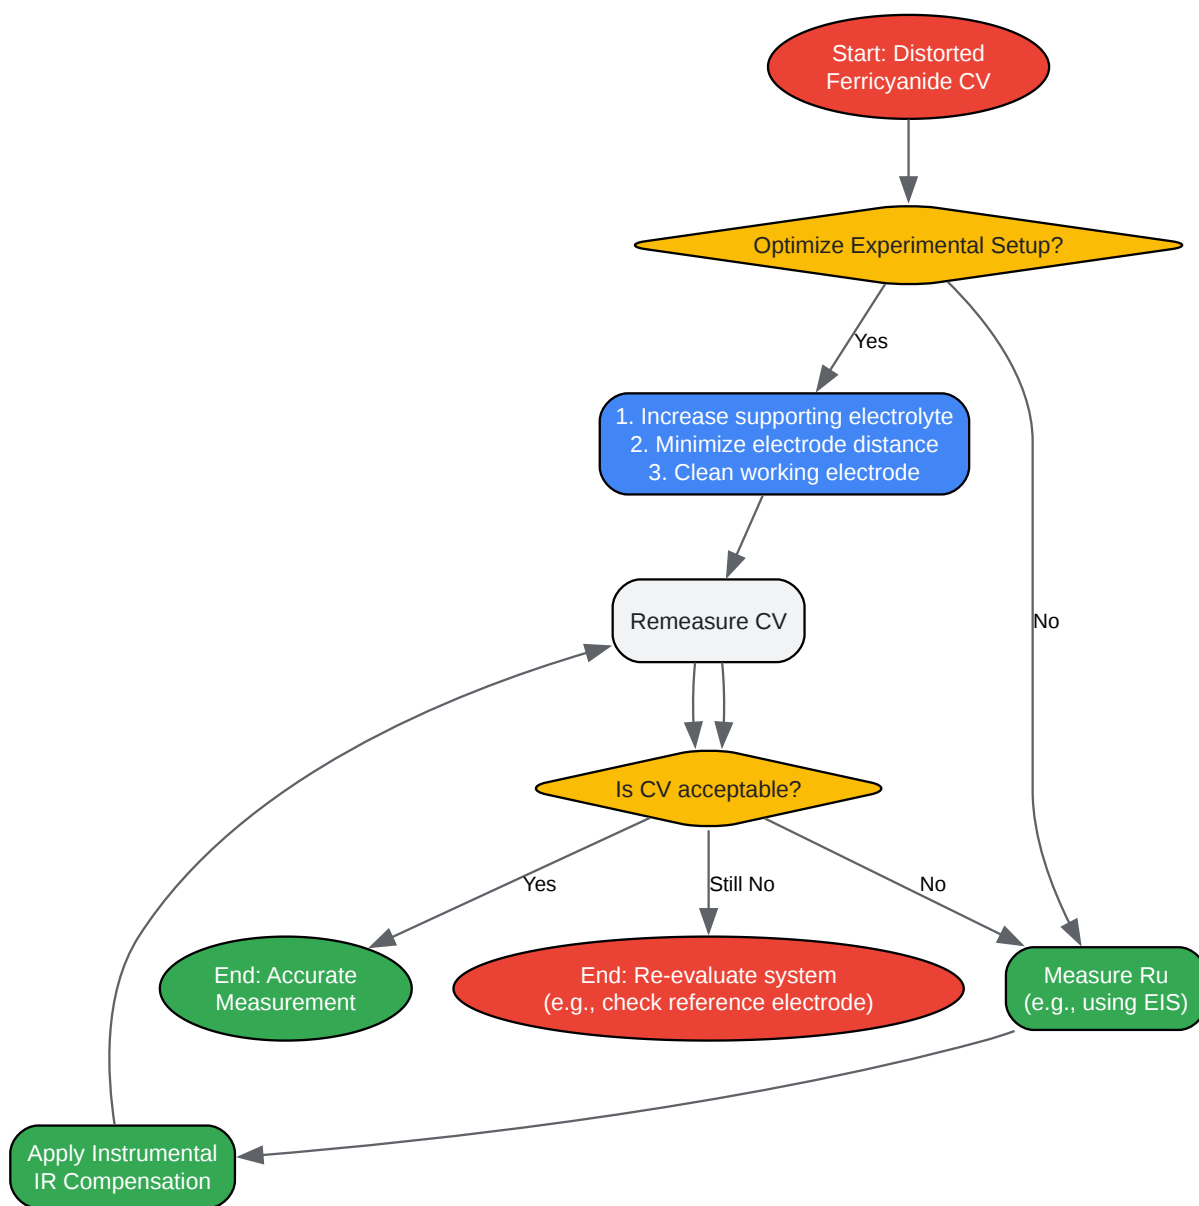 Start: Distorted
Ferricyanide CV
Optimize Experimental Setup?
Yes
1. Increase supporting electrolyte
2. Minimize electrode distance
3. Clean working electrode
Remeasure CV
No
Is CV acceptable?
Yes
Still No
No
End: Accurate
Measurement
End: Re-evaluate system
(e.g., check reference electrode)
Measure Ru
(e.g., using EIS)
Apply Instrumental
IR Compensation